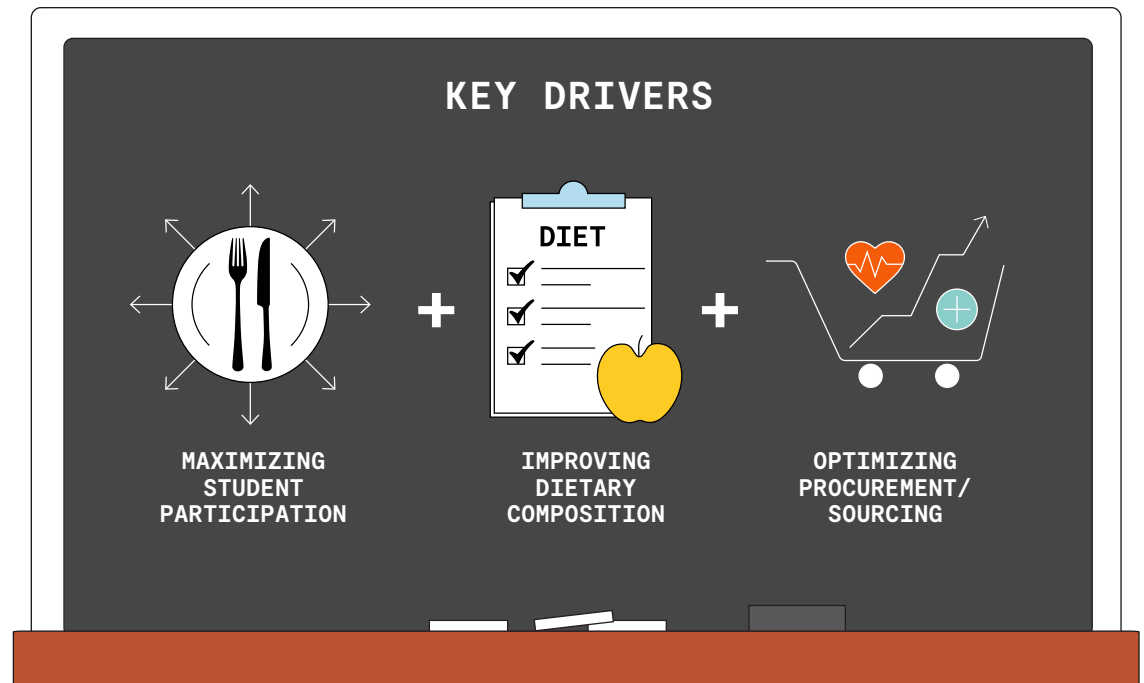 KEY DRIVERS
DIET
MAXIMIZING
STUDENT
PARTICIPATION
IMPROVING
DIETARY
COMPOSITION
OPTIMIZING
PROCUREMENT/
SOURCING